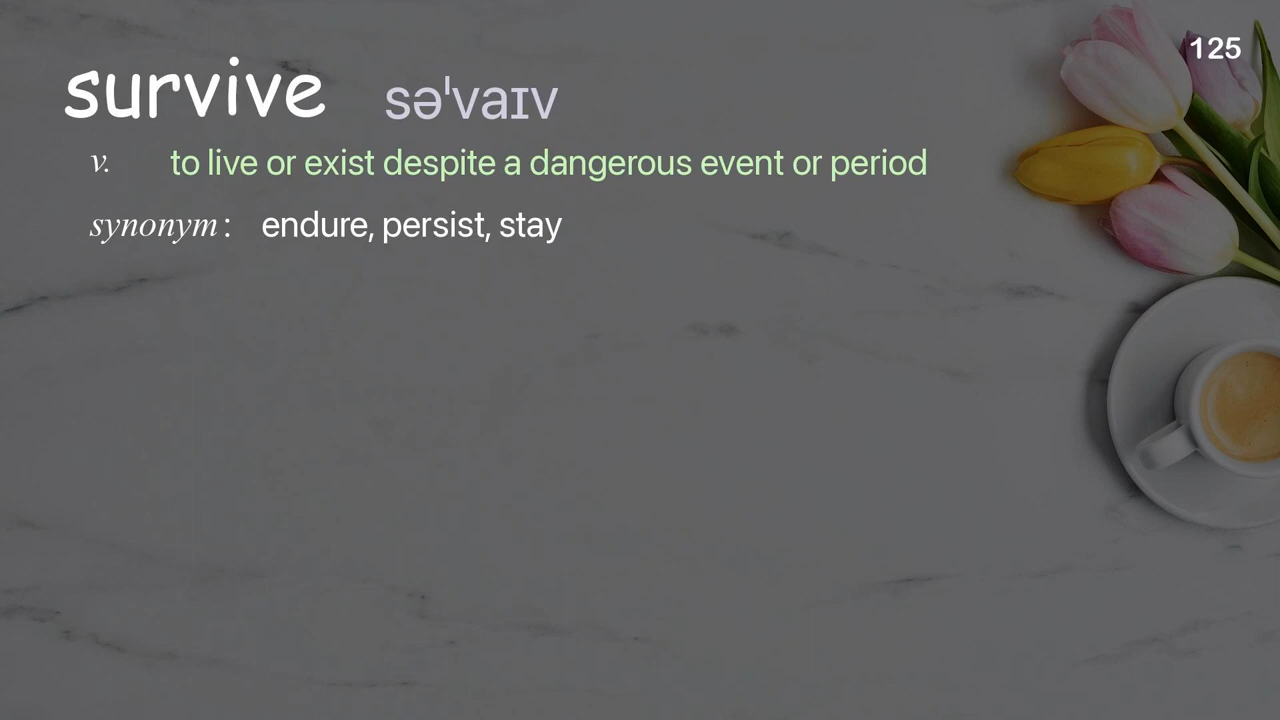 125
survive səˈvaɪv
v. to live or exist despite a dangerous event or period
synonym: endure, persist, stay